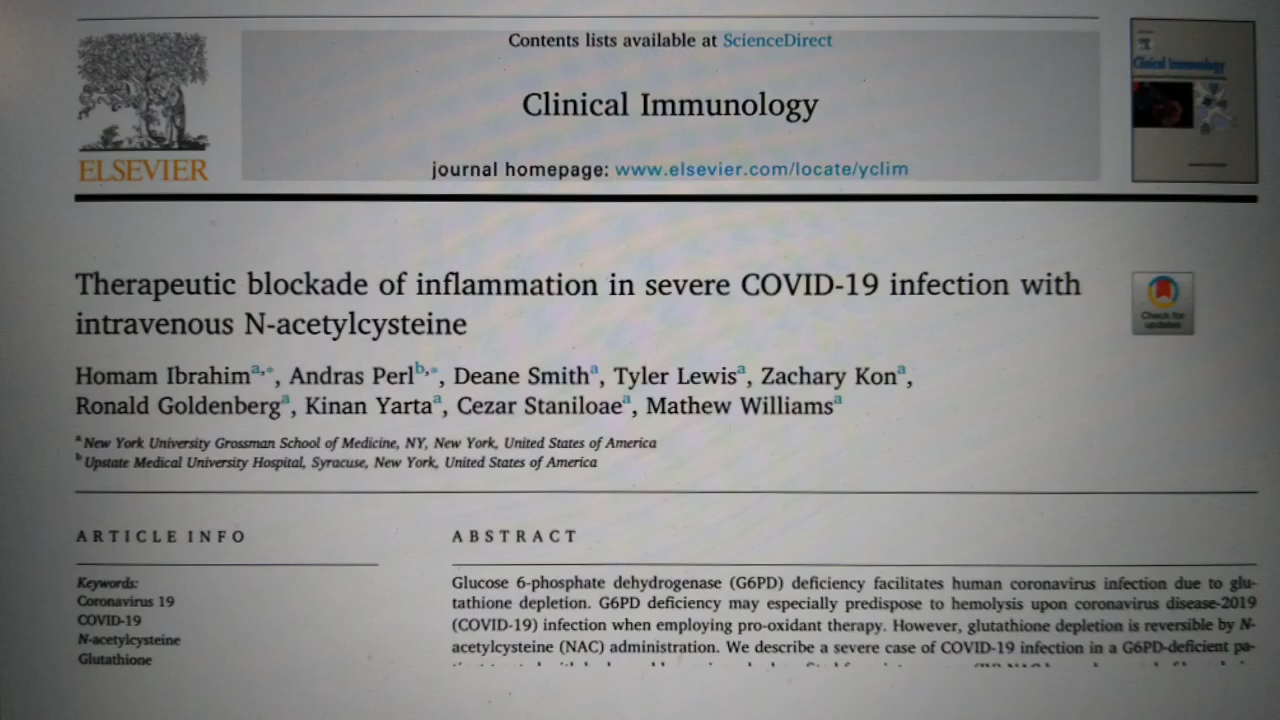 Contents lists available at ScienceDirect
Clinical Immunology
journal homepage: www.elsevier.com/locate/yclim
ELSEVIER
Clinical Immunology
Therapeutic blockade of inflammation in severe COVID-19 infection with
intravenous N-acetylcysteine
Check for
updates
Homam Ibrahim a,*, Andras Perl b,*, Deane Smith a, Tyler Lewis a, Zachary Kon a,
Ronald Goldenberg a, Kinan Yarta a, Cezar Staniloae a, Mathew Williams a
a New York University Grossman School of Medicine, NY, New York, United States of America
b Upstate Medical University Hospital, Syracuse, New York, United States of America
ARTICLE INFO
Keywords:
Coronavirus 19
COVID-19
N-acetylcysteine
Glutathione
ABSTRACT
Glucose 6-phosphate dehydrogenase (G6PD) deficiency facilitates human coronavirus infection due to glu-
tathione depletion. G6PD deficiency may especially predispose to hemolysis upon coronavirus disease-2019
(COVID-19) infection when employing pro-oxidant therapy. However, glutathione depletion is reversible by N-
acetylcysteine (NAC) administration. We describe a severe case of COVID-19 infection in a G6PD-deficient pa-